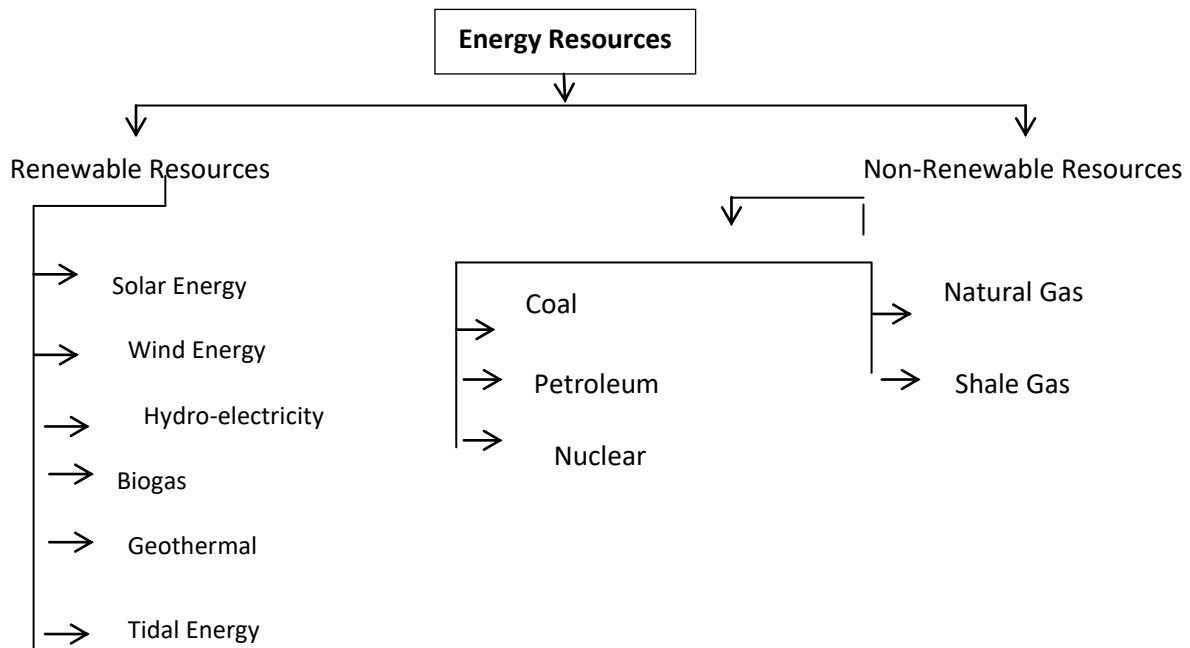 Energy Resources
Renewable Resources
Non-Renewable Resources
Solar Energy
Wind Energy
Hydro-electricity
Biogas
Geothermal
Tidal Energy
Coal
Petroleum
Nuclear
Natural Gas
Shale Gas